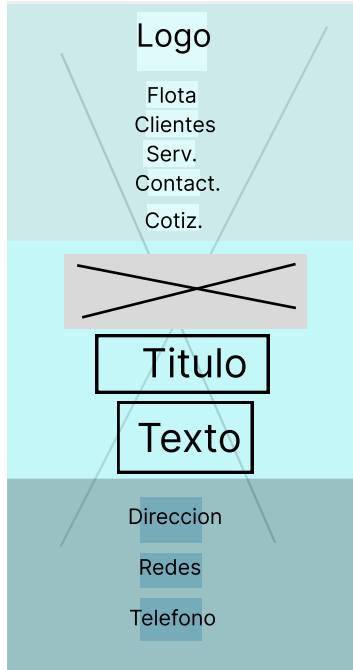 Logo
Flota
Clientes
Serv.
Contact.
Cotiz.
Titulo
Texto
Direccion
Redes
Telefono